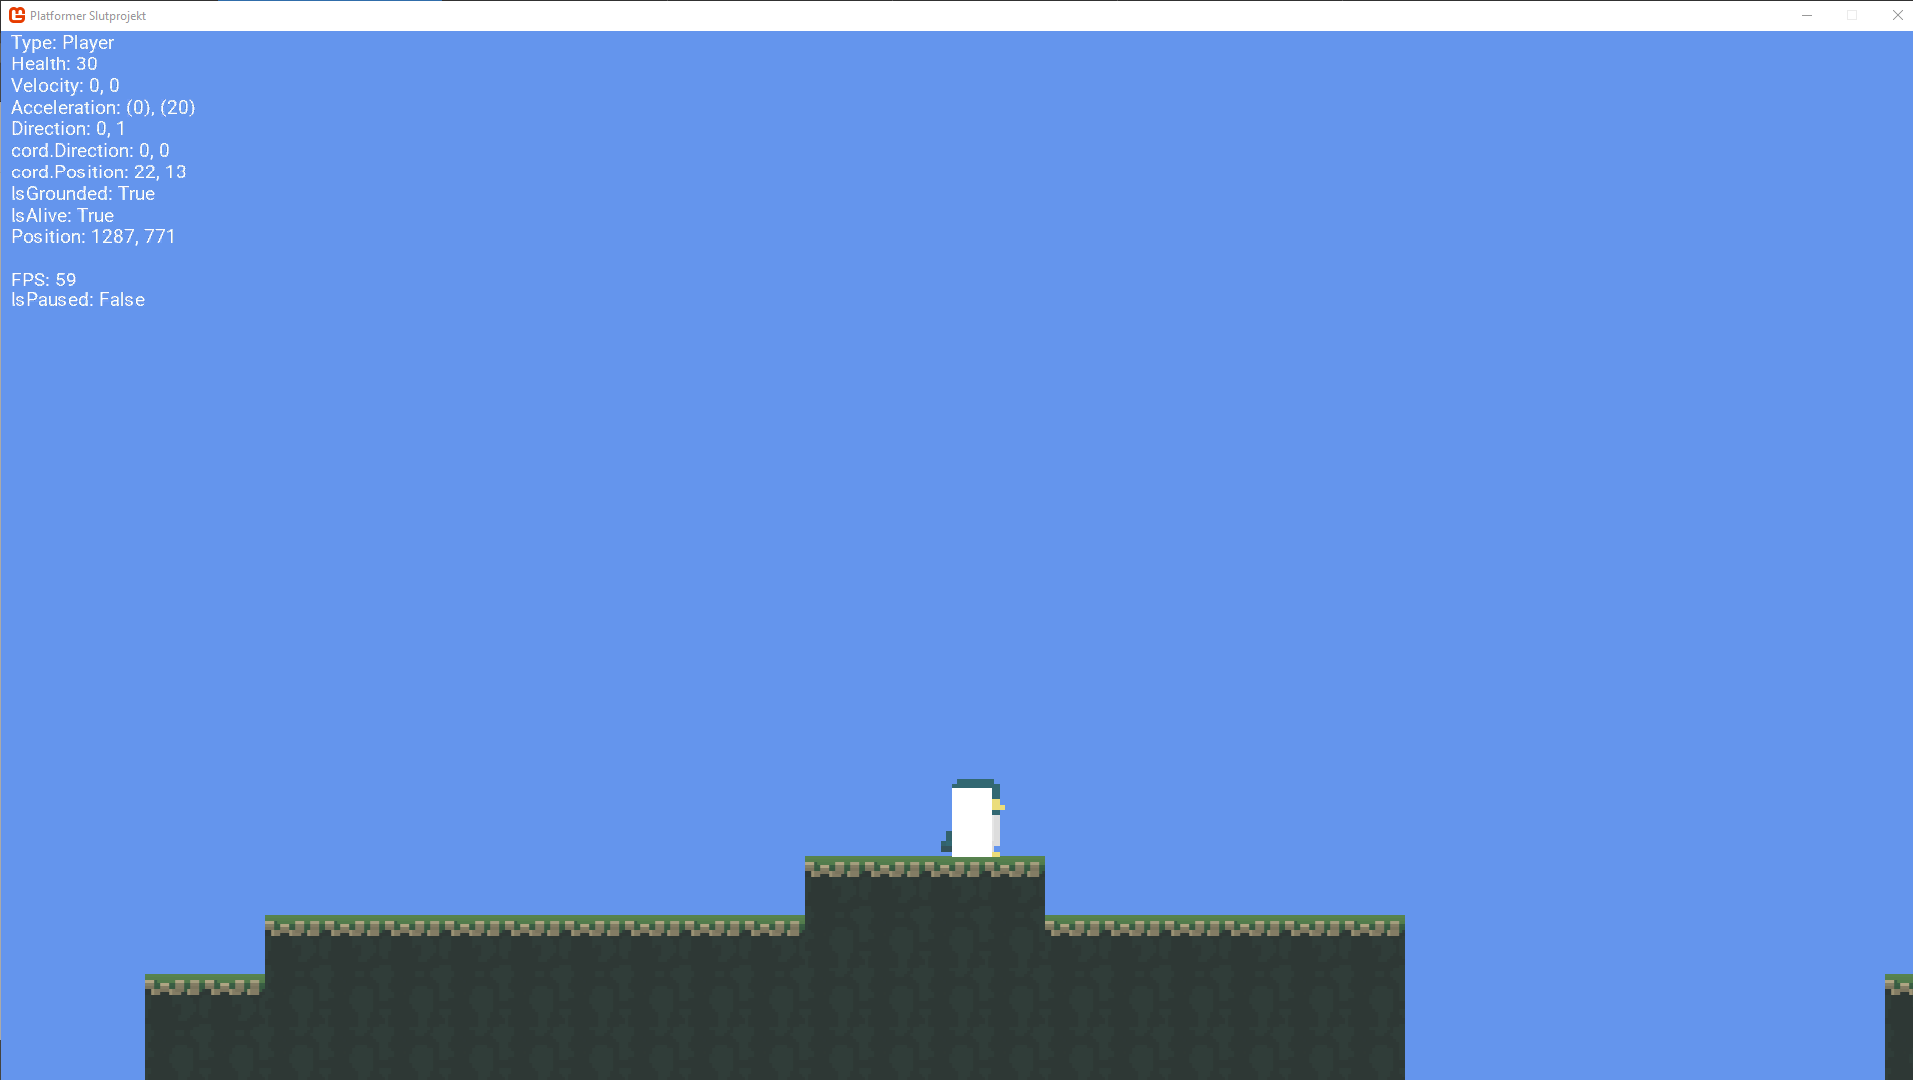 Platformer Slutprojekt
Type: Player
Health: 30
Velocity: 0, 0
Acceleration: (0), (20)
Direction: 0, 1
cord.Direction: 0, 0
cord.Position: 22, 13
IsGrounded: True
IsAlive: True
Position: 1287, 771
FPS: 59
IsPaused: False